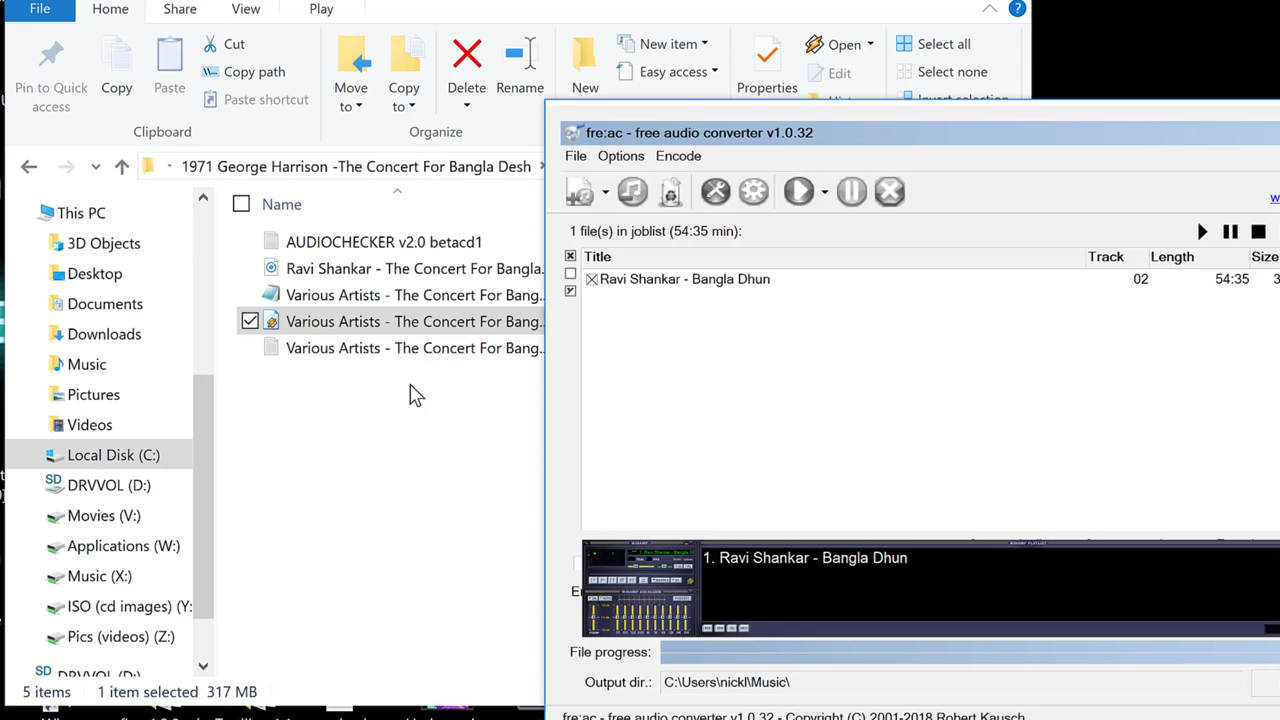 File Home Share View Play
Cut
Copy path
Paste shortcut
Pin to Quick access
Copy
Paste
Move to
Copy to
Delete
Rename
New
New item
Easy access
Properties
Open
Edit
Select all
Select none
Invert selection
Clipboard
Organize
1971 George Harrison -The Concert For Bangla Desh
This PC
3D Objects
Desktop
Documents
Downloads
Music
Pictures
Videos
Local Disk (C:)
DRVVOL (D:)
Movies (V:)
Applications (W:)
Music (X:)
ISO (cd images) (Y:
Pics (videos) (Z:)
DRVVOL (D:)
Name
AUDIOCHECKER v2.0 betacd1
Ravi Shankar - The Concert For Bangla...
Various Artists - The Concert For Bang...
Various Artists - The Concert For Bang...
Various Artists - The Concert For Bang...
5 items 1 item selected 317 MB
fre:ac - free audio converter v1.0.32
File Options Encode
1 file(s) in joblist (54:35 min):
Title Track Length Size
Ravi Shankar - Bangla Dhun 02 54:35
1. Ravi Shankar - Bangla Dhun
File progress:
Output dir.: C:\Users\nickl\Music\
fre:ac - free audio converter v1.0.32 - Copyright (C) 2001-2018 Robert Kausch